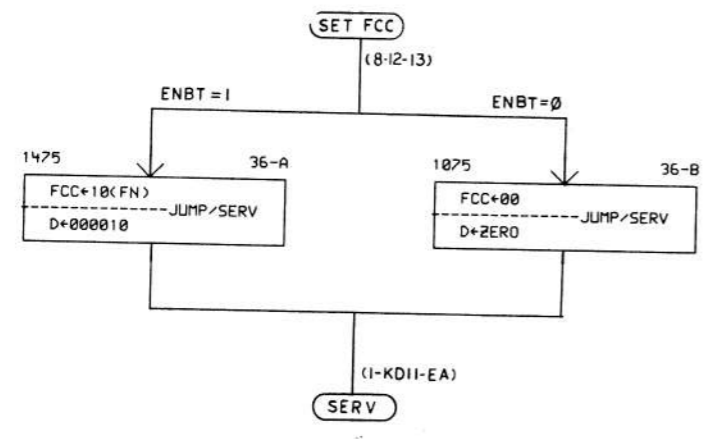 SET FCC
(8-12-13)
ENBT=1
ENBT=0
1475
36-A
FCC←10(FN)
JUMP/SERV
D←000010
1075
36-B
FCC←00
JUMP/SERV
D←ZERO
(1-KD11-EA)
SERV